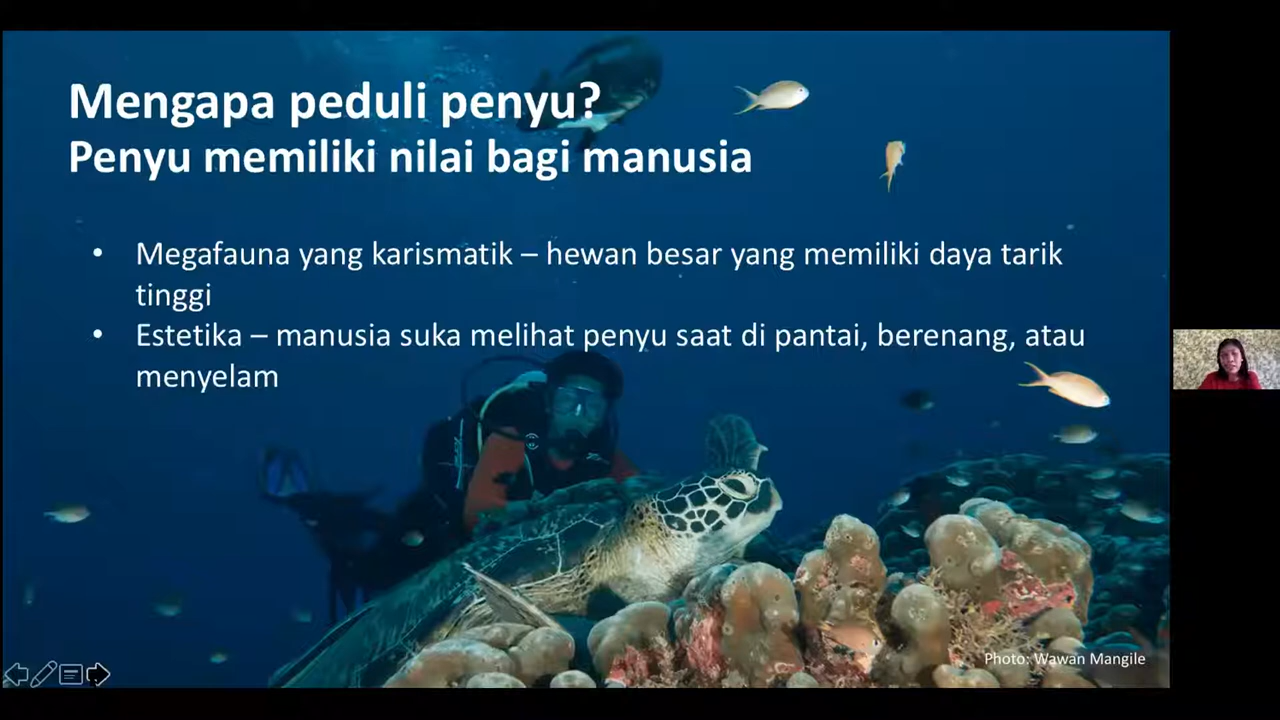 Mengapa peduli penyu?
Penyu memiliki nilai bagi manusia
• Megafauna yang karismatik – hewan besar yang memiliki daya tarik
tinggi
• Estetika – manusia suka melihat penyu saat di pantai, berenang, atau
menyelam
Photo: Wawan Mangile